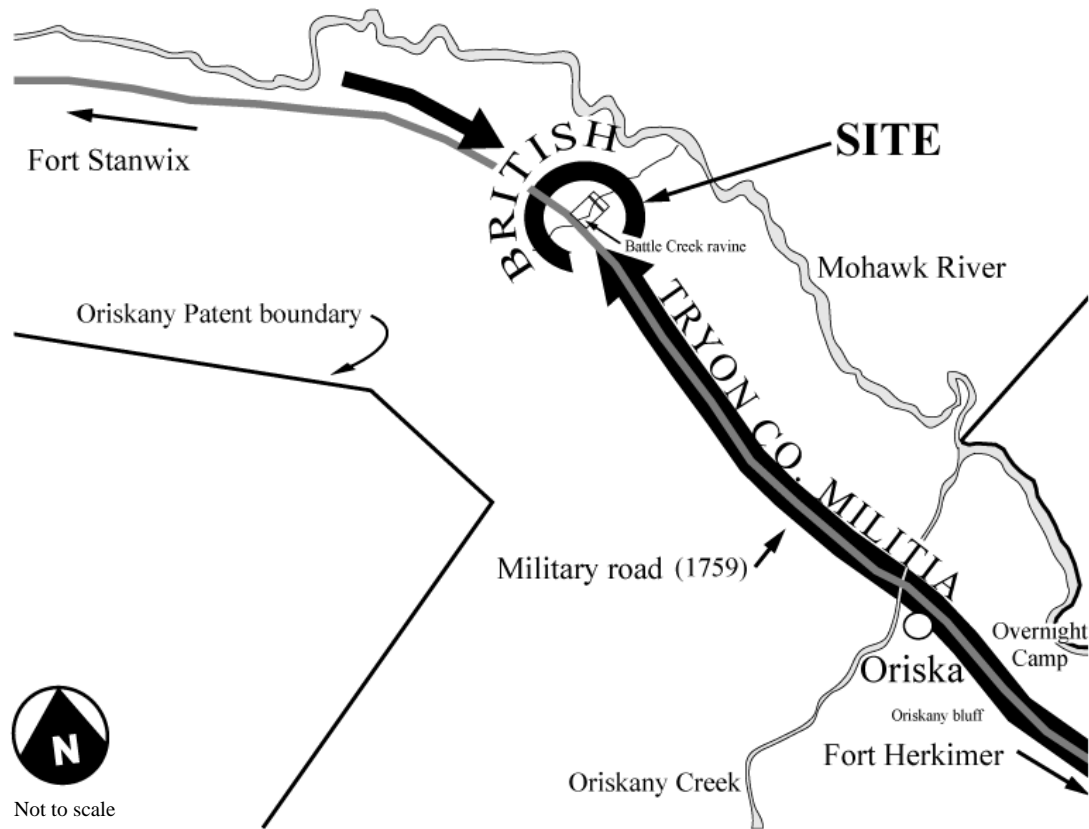 SITE
BRITISH
Fort Stanwix
Battle Creek ravine
Mohawk River
Oriskany Patent boundary
TRYON CO. MILITIA
Military road (1759)
Overnight
Camp
Oriska
Oriskany bluff
Fort Herkimer
Oriskany Creek
N
Not to scale